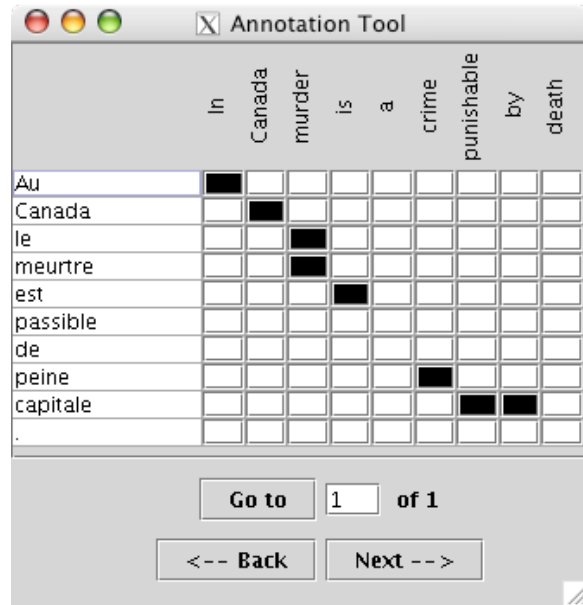 X Annotation Tool
In Canada murder is a crime punishable by death
Au
Canada
le
meurtre
est
passible
de
peine
capitale
.
Go to 1 of 1
<-- Back Next -->